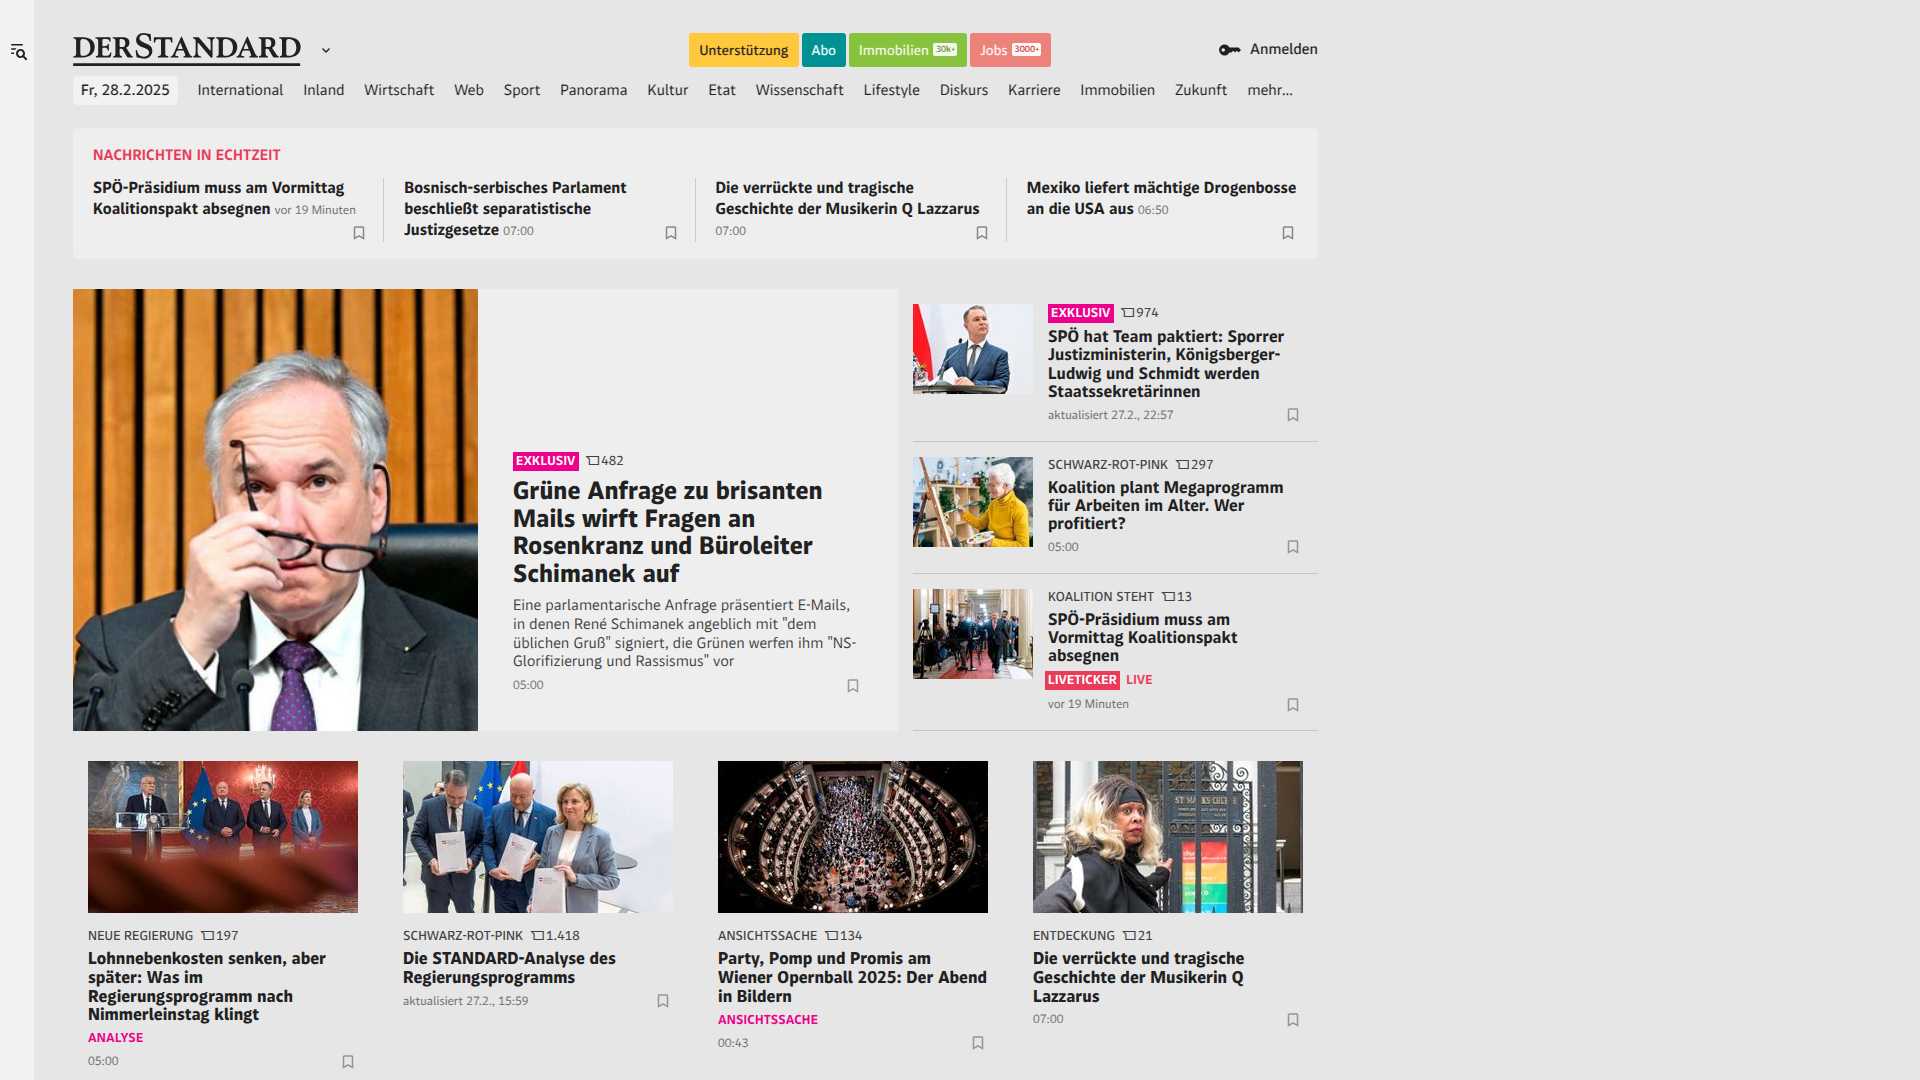 DERSTANDARD
Unterstützung
Abo
Immobilien 30k+
Jobs 3000+
Anmelden
Fr, 28.2.2025
International
Inland
Wirtschaft
Web
Sport
Panorama
Kultur
Etat
Wissenschaft
Lifestyle
Diskurs
Karriere
Immobilien
Zukunft
mehr...
NACHRICHTEN IN ECHTZEIT
SPÖ-Präsidium muss am Vormittag
Koalitionspakt absegnen vor 19 Minuten
Bosnisch-serbisches Parlament
beschließt separatistische
Justizgesetze 07:00
Die verrückte und tragische
Geschichte der Musikerin Q Lazzarus
07:00
Mexiko liefert mächtige Drogenbosse
an die USA aus 06:50
EXKLUSIV 482
Grüne Anfrage zu brisanten
Mails wirft Fragen an
Rosenkranz und Büroleiter
Schimanek auf
Eine parlamentarische Anfrage präsentiert E-Mails,
in denen René Schimanek angeblich mit "dem
üblichen Gruß" signiert, die Grünen werfen ihm "NS-
Glorifizierung und Rassismus" vor
05:00
EXKLUSIV 974
SPÖ hat Team paktiert: Sporrer
Justizministerin, Königsberger-
Ludwig und Schmidt werden
Staatssekretärinnen
aktualisiert 27.2., 22:57
SCHWARZ-ROT-PINK 297
Koalition plant Megaprogramm
für Arbeiten im Alter. Wer
profitiert?
05:00
KOALITION STEHT 13
SPÖ-Präsidium muss am
Vormittag Koalitionspakt
absegnen
LIVETICKER LIVE
vor 19 Minuten
NEUE REGIERUNG 197
Lohnnebenkosten senken, aber
später: Was im
Regierungsprogramm nach
Nimmerleinstag klingt
ANALYSE
05:00
SCHWARZ-ROT-PINK 1.418
Die STANDARD-Analyse des
Regierungsprogramms
aktualisiert 27.2., 15:59
ANSICHTSSACHE 134
Party, Pomp und Promis am
Wiener Opernball 2025: Der Abend
in Bildern
ANSICHTSSACHE
00:43
ENTDECKUNG 21
Die verrückte und tragische
Geschichte der Musikerin Q
Lazzarus
07:00